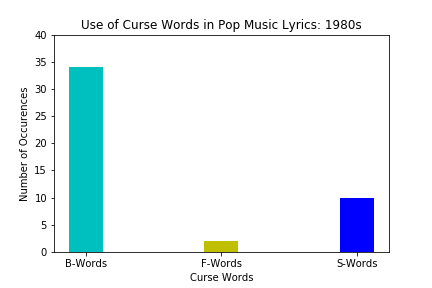 Use of Curse Words in Pop Music Lyrics: 1980s
40
35
30
25
20
15
10
5
0
Number of Occurences
B-Words F-Words S-Words
Curse Words